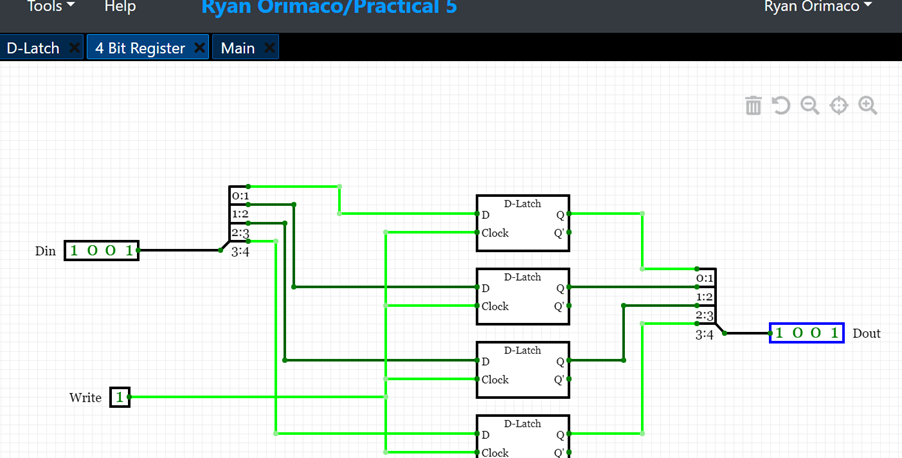 Tools Help Ryan Orimaco/Practical 5 Ryan Orimaco
D-Latch × 4 Bit Register × Main ×
0:1
1:2
2:3
3:4
Din 1 0 0 1
Write 1
D-Latch
D Q
Clock Q'
D-Latch
D Q
Clock Q'
D-Latch
D Q
Clock Q'
D-Latch
D Q
Clock Q'
0:1
1:2
2:3
3:4
1 0 0 1 Dout